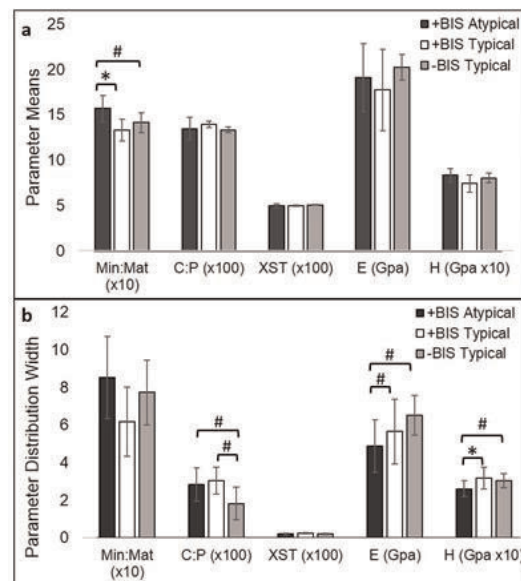 a
25
20
15
10
5
0
Parameter Means
+BIS Atypical
+BIS Typical
-BIS Typical
#
*
Min:Mat (x10)
C:P (x100)
XST (x100)
E (Gpa)
H (Gpa x10)
b
12
10
8
6
4
2
0
Parameter Distribution Width
+BIS Atypical
+BIS Typical
-BIS Typical
#
#
#
#
#
*
Min:Mat (x10)
C:P (x100)
XST (x100)
E (Gpa)
H (Gpa x10)